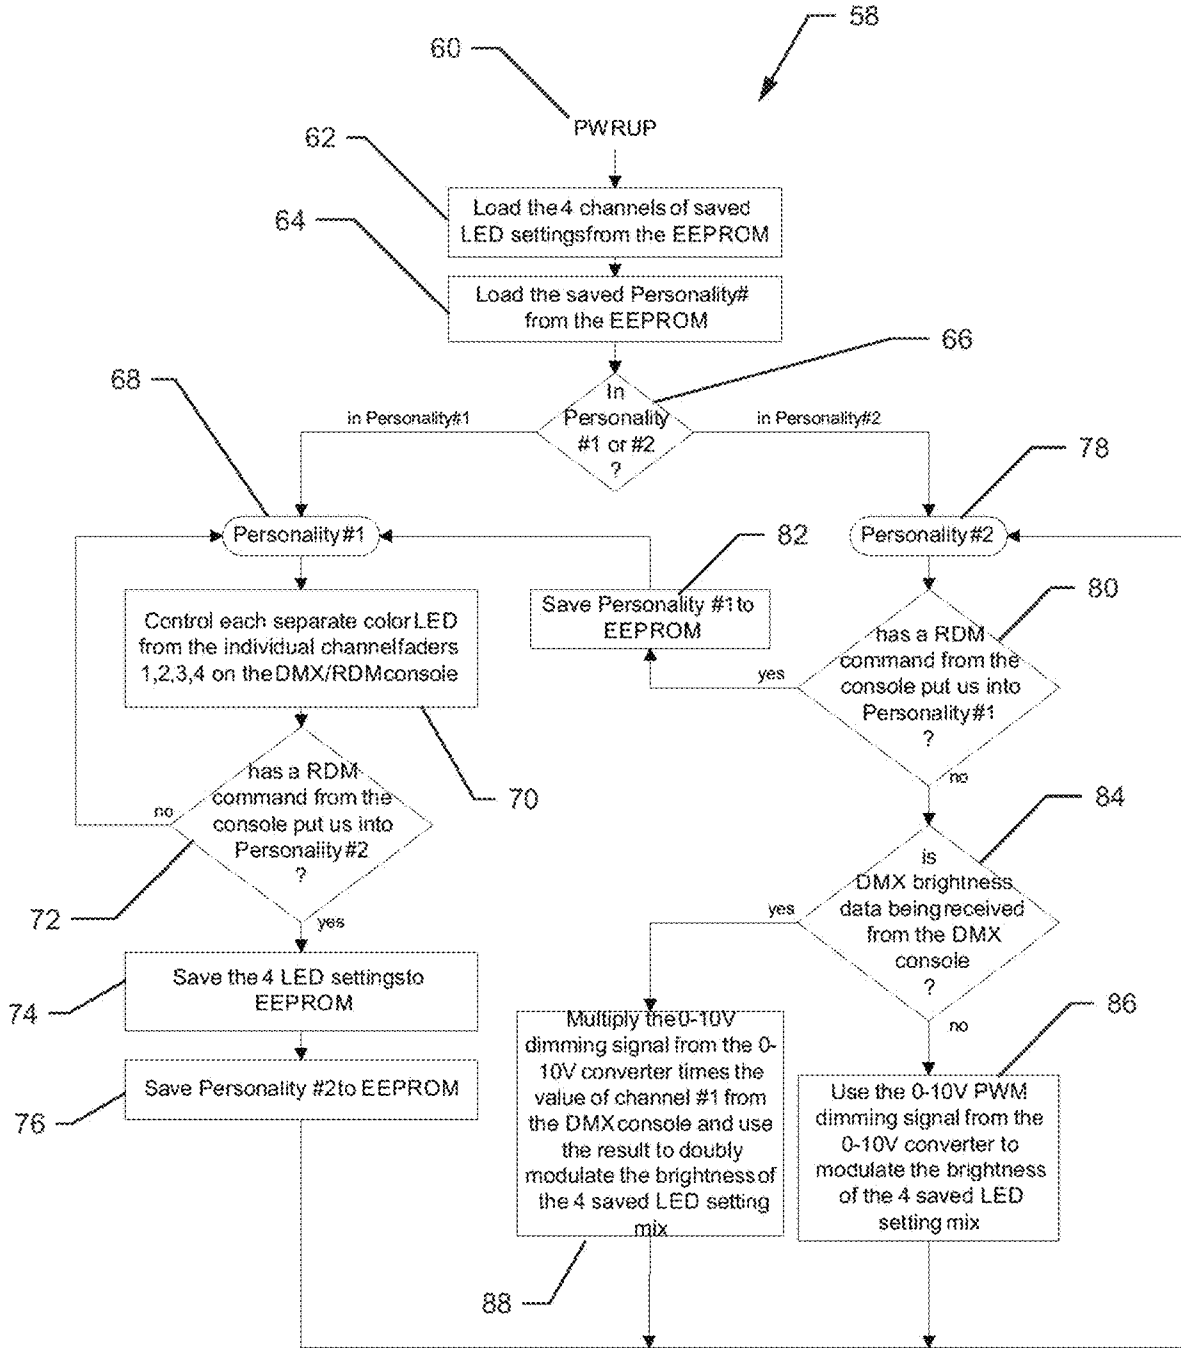 58
60
PWRUP
62
Load the 4 channels of saved
LED settings from the EEPROM
64
Load the saved Personality#
from the EEPROM
66
In
Personality
#1 or #2
?
in Personality#1
in Personality#2
68
Personality #1
78
Personality #2
82
Save Personality #1 to
EEPROM
80
has a RDM
command from the
console put us into
Personality #1
?
yes
no
Control each separate color LED
from the individual channel faders
1,2,3,4 on the DMX/RDM console
70
has a RDM
command from the
console put us into
Personality #2
?
no
yes
72
84
is
DMX brightness
data being received
from the DMX
console
?
yes
no
74
Save the 4 LED settings to
EEPROM
76
Save Personality #2 to EEPROM
Multiply the 0-10V
dimming signal from the 0-
10V converter times the
value of channel #1 from
the DMX console and use
the result to doubly
modulate the brightness of
the 4 saved LED setting
mix
88
86
Use the 0-10V PWM
dimming signal from the
0-10V converter to
modulate the brightness
of the 4 saved LED
setting mix